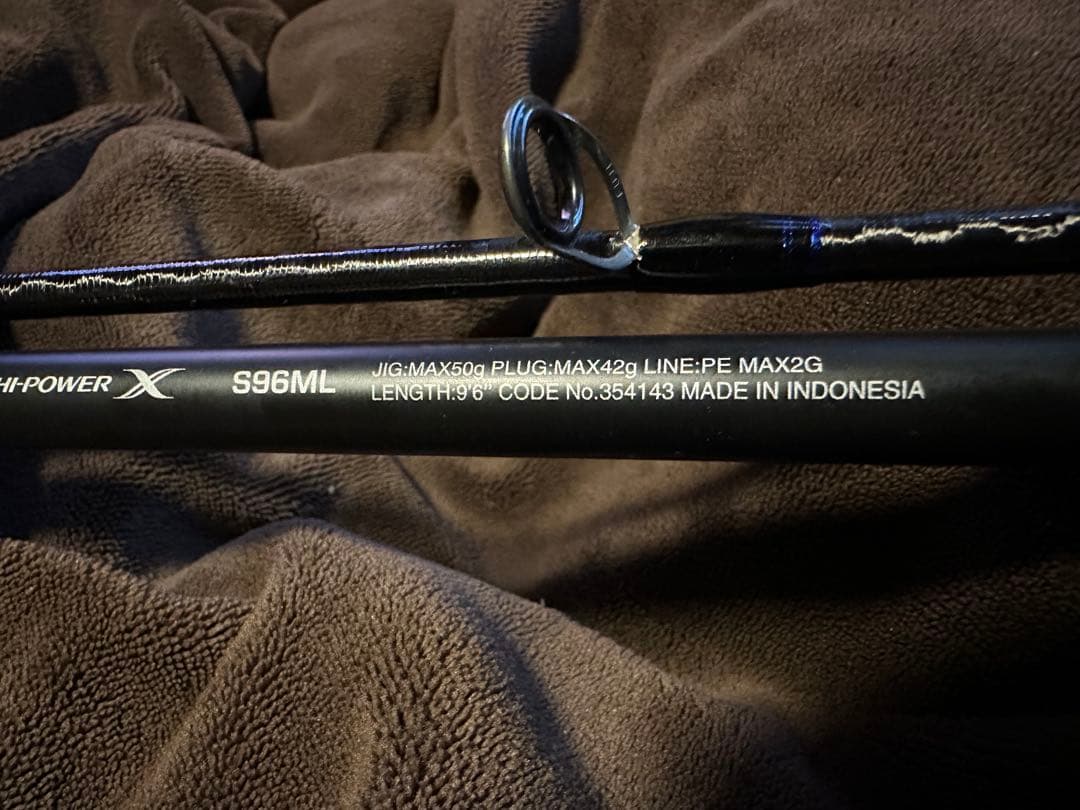 FUJI
HI-POWER X S96ML JIG:MAX50g PLUG:MAX42g LINE:PE MAX2G
LENGTH:9'6" CODE No.354143 MADE IN INDONESIA